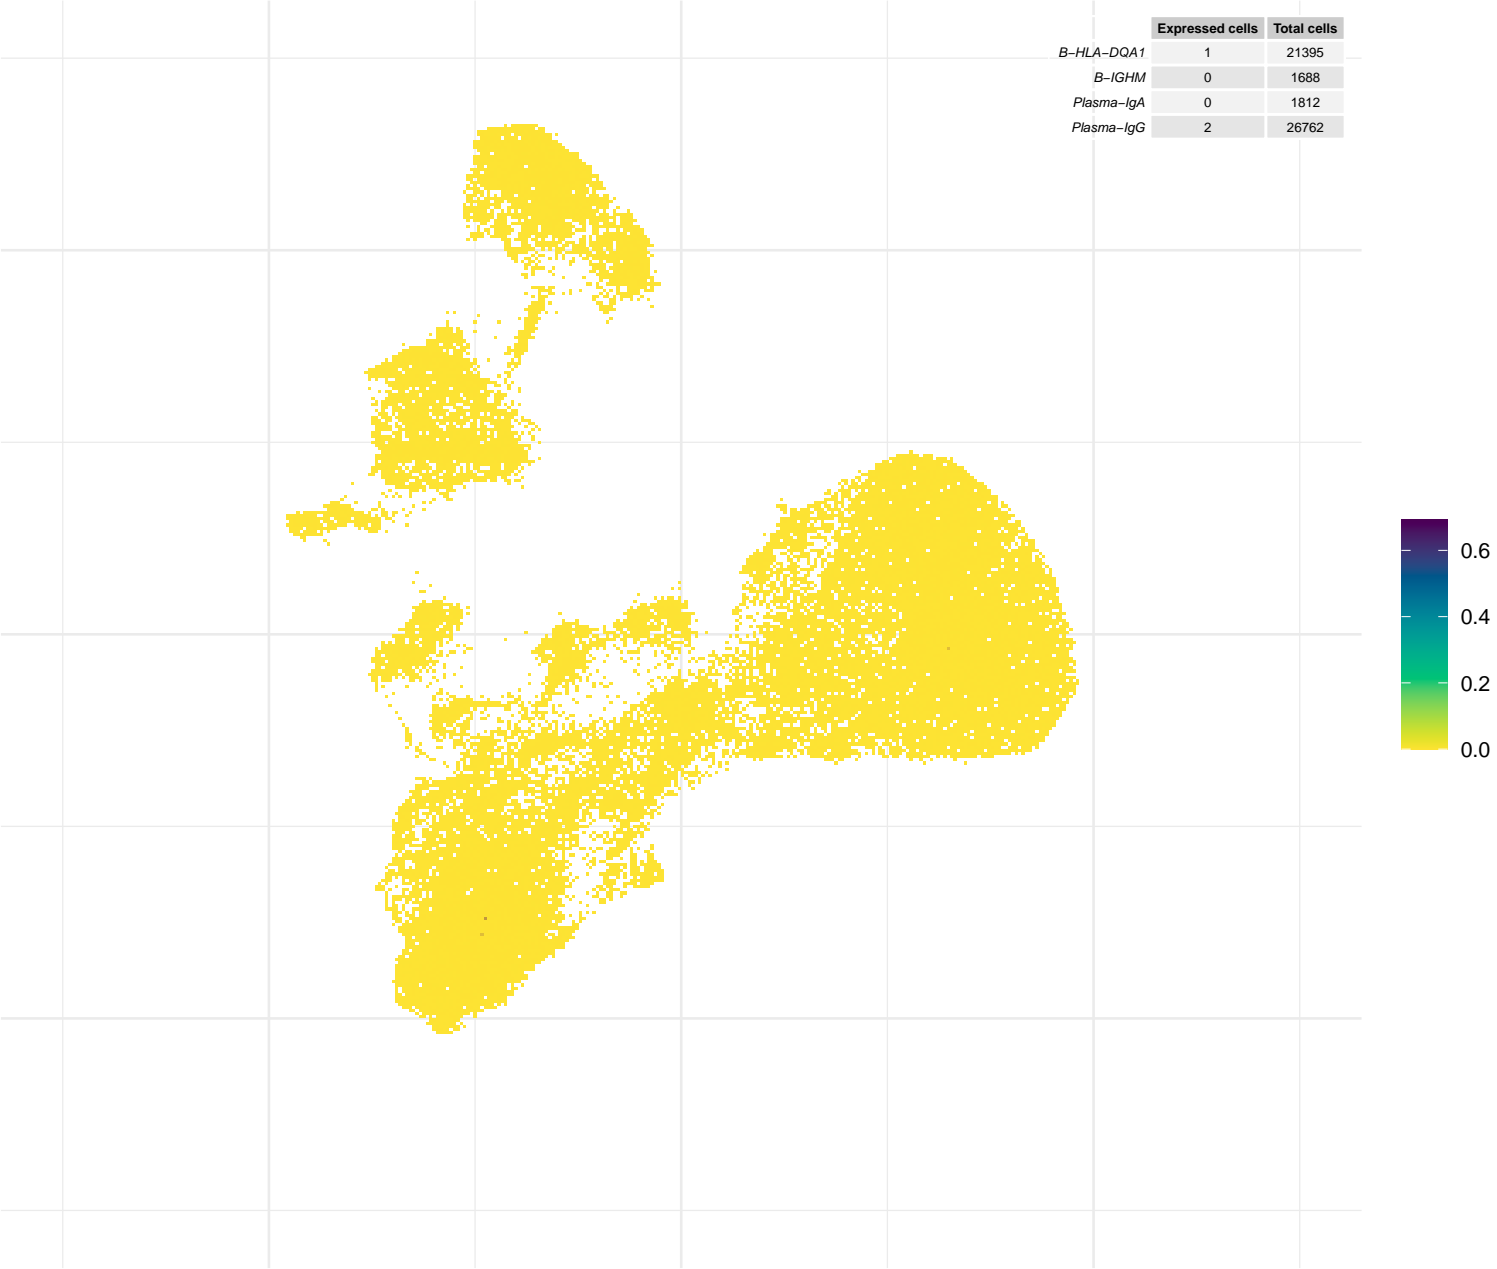 Expressed cells Total cells
B−HLA−DQA1 1 21395
B−IGHM 0 1688
Plasma−IgA 0 1812
Plasma−IgG 2 26762
0.6
0.4
0.2
0.0